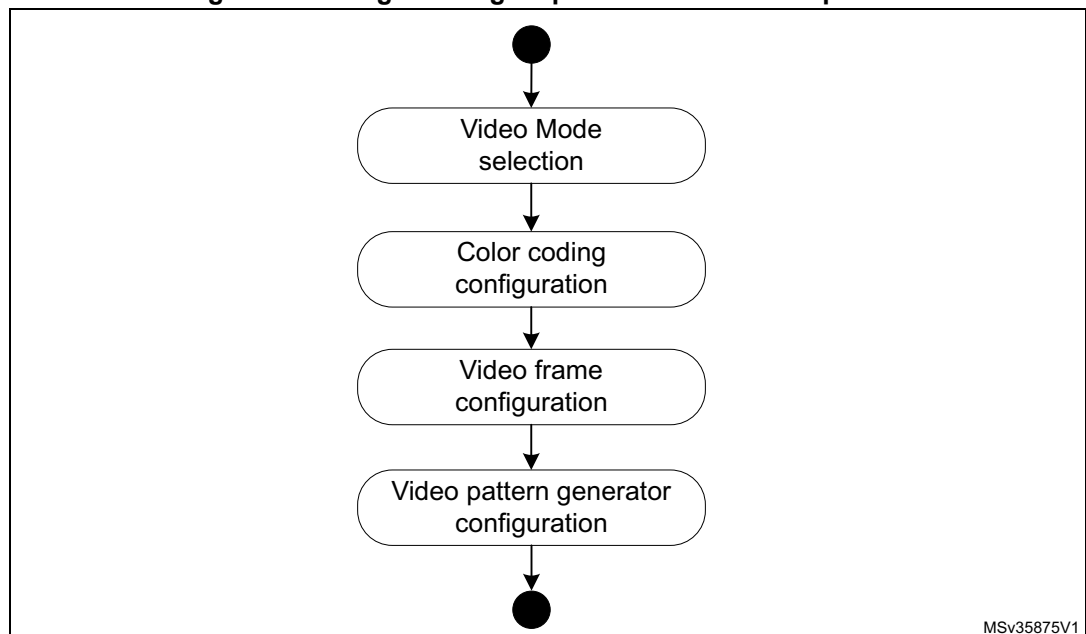 Video Mode
selection
Color coding
configuration
Video frame
configuration
Video pattern generator
configuration
MSv35875V1